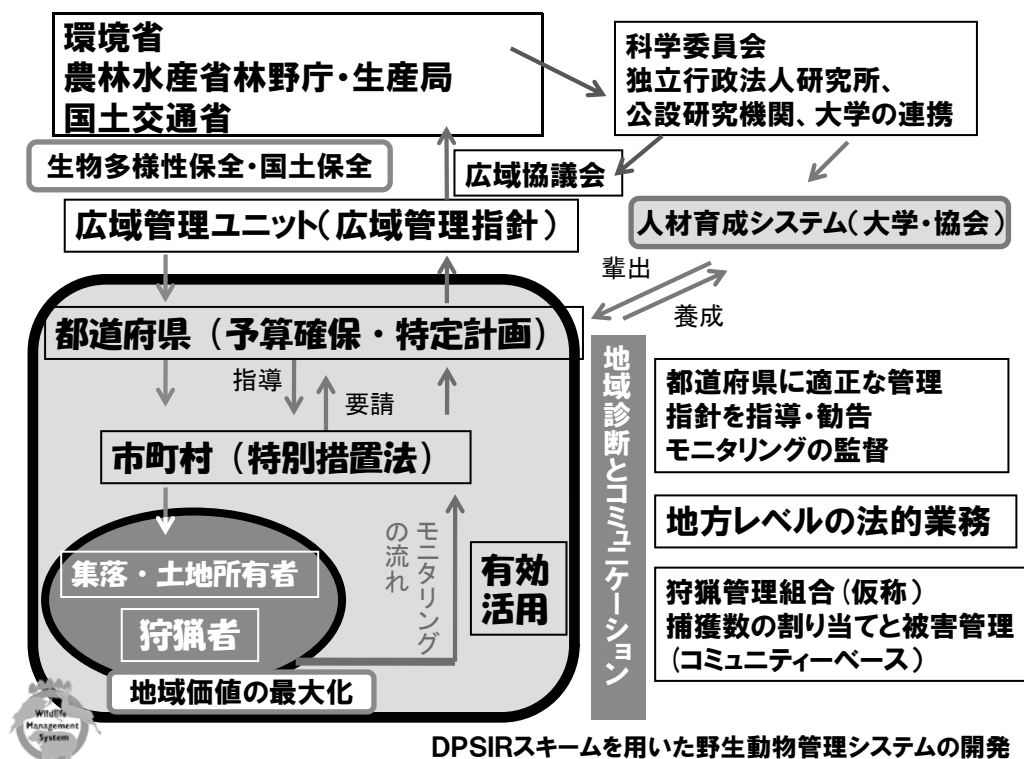 環境省
農林水産省林野庁・生産局
国土交通省
科学委員会
独立行政法人研究所、
公設研究機関、大学の連携
生物多様性保全・国土保全
広域協議会
広域管理ユニット（広域管理指針）
人材育成システム（大学・協会）
輩出
養成
都道府県（予算確保・特定計画）
指導
要請
市町村（特別措置法）
集落・土地所有者
狩猟者
モニタリング
の流れ
有効
活用
地域価値の最大化
地域診断とコミュニケーション
都道府県に適正な管理
指針を指導・勧告
モニタリングの監督
地方レベルの法的業務
狩猟管理組合（仮称）
捕獲数の割り当てと被害管理
（コミュニティーベース）
Wildlife
Management
System
DPSIRスキームを用いた野生動物管理システムの開発